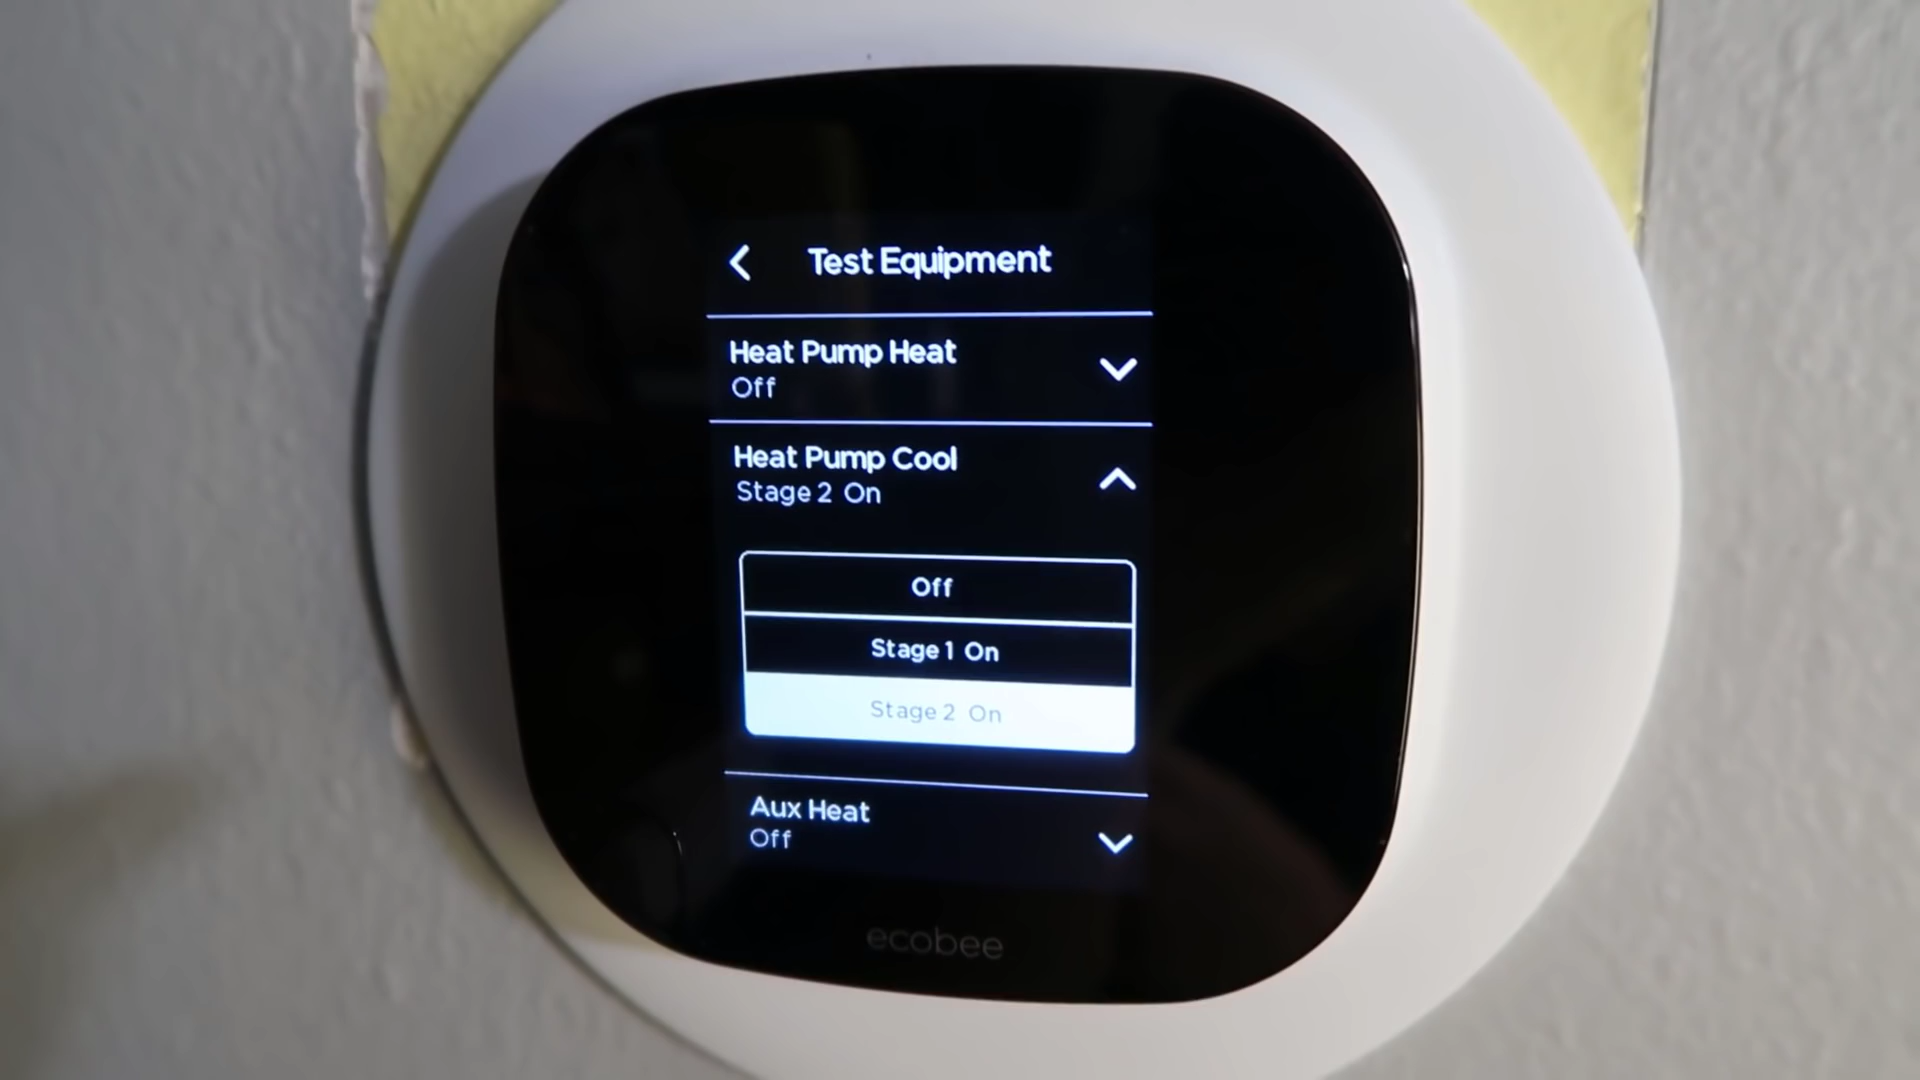 Test Equipment
Heat Pump Heat
Off
Heat Pump Cool
Stage 2 On
Off
Stage 1 On
Stage 2 On
Aux Heat
Off
ecobee